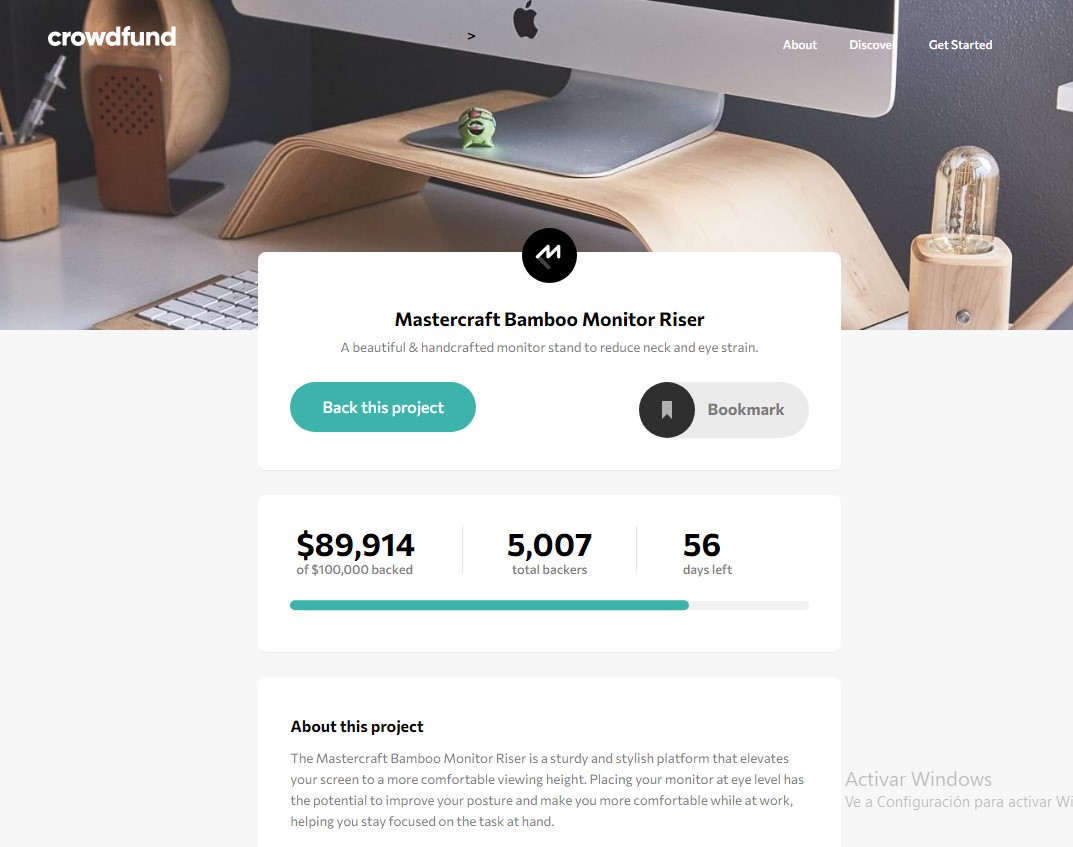 crowdfund
>
About Discove Get Started
Mastercraft Bamboo Monitor Riser
A beautiful & handcrafted monitor stand to reduce neck and eye strain.
Back this project
Bookmark
$89,914
of $100,000 backed
5,007
total backers
56
days left
About this project
The Mastercraft Bamboo Monitor Riser is a sturdy and stylish platform that elevates
your screen to a more comfortable viewing height. Placing your monitor at eye level has
the potential to improve your posture and make you more comfortable while at work,
helping you stay focused on the task at hand.
Activar Windows
Ve a Configuración para activar Wi